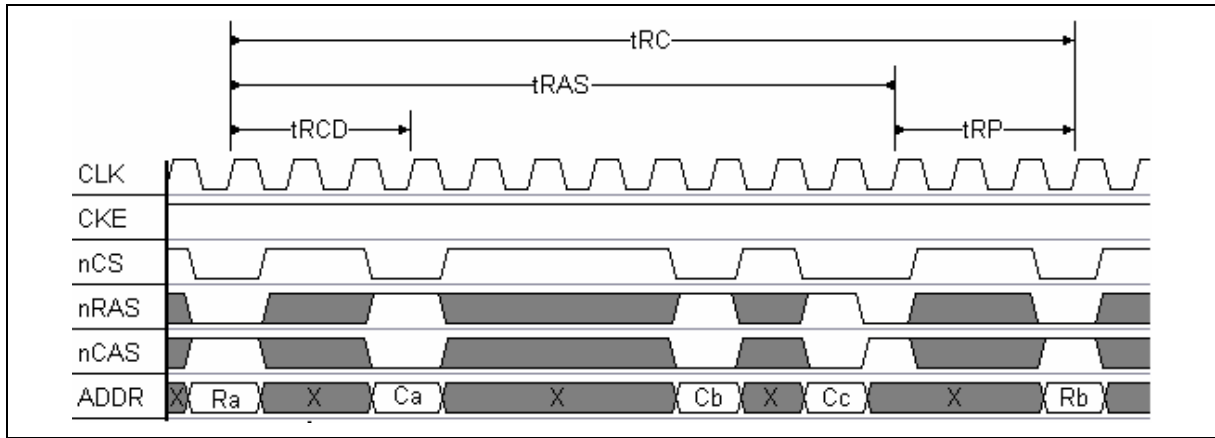 tRC
tRAS
tRCD tRP
CLK
CKE
nCS
nRAS
nCAS
ADDR X Ra X Ca X Cb X Cc X Rb